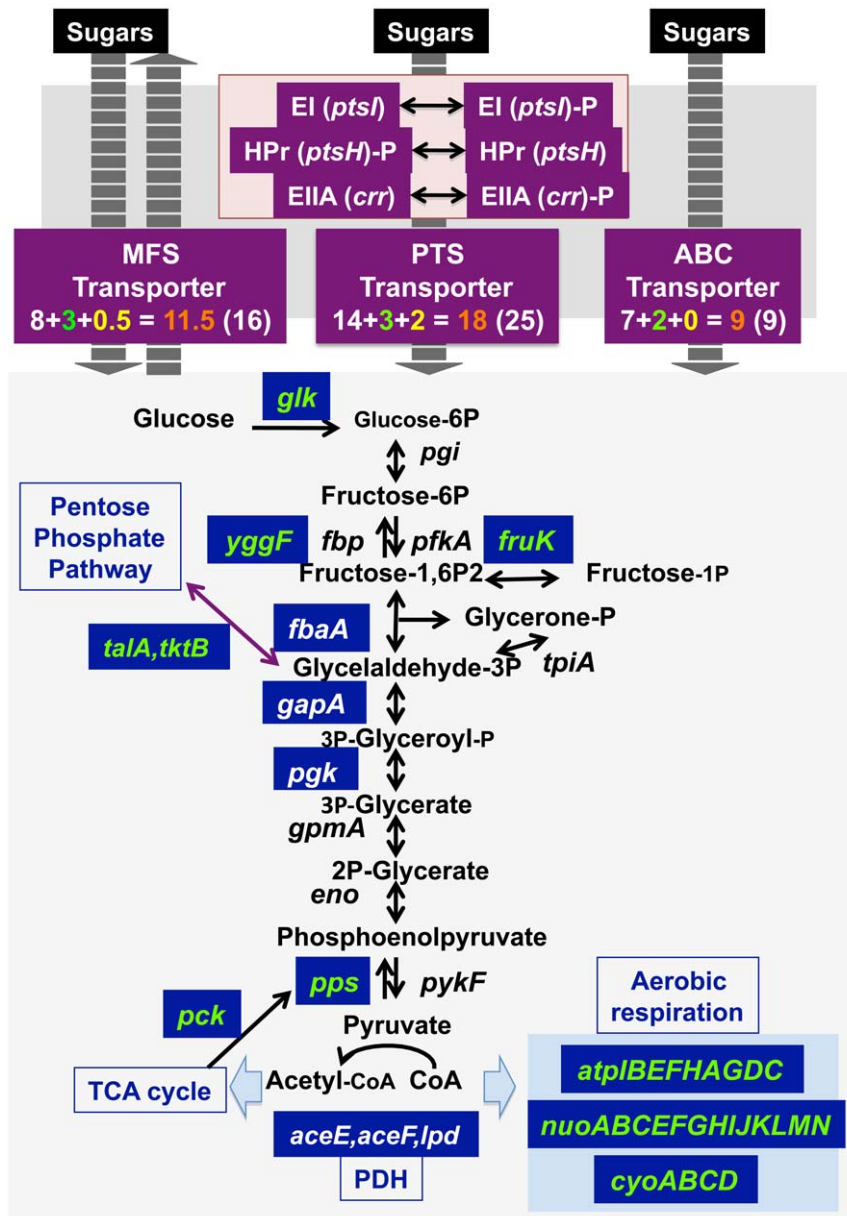 Sugars
Sugars
Sugars
EI (ptsI)
EI (ptsI)-P
HPr (ptsH)-P
HPr (ptsH)
EIIA (crr)
EIIA (crr)-P
MFS
Transporter
8+3+0.5 = 11.5 (16)
PTS
Transporter
14+3+2 = 18 (25)
ABC
Transporter
7+2+0 = 9 (9)
glk
Glucose
Glucose-6P
pgi
Fructose-6P
Pentose
Phosphate
Pathway
yggF
fbp
pfkA
fruK
Fructose-1,6P2
Fructose-1P
fbaA
Glycerone-P
talA,tktB
Glycelaldehyde-3P
tpiA
gapA
3P-Glyceroyl-P
pgk
3P-Glycerate
gpmA
2P-Glycerate
eno
Phosphoenolpyruvate
pps
pykF
Aerobic
respiration
pck
Pyruvate
TCA cycle
Acetyl-CoA
CoA
atpIBEFHAGDC
aceE,aceF,lpd
nuoABCEFGHIJKLMN
PDH
cyoABCD